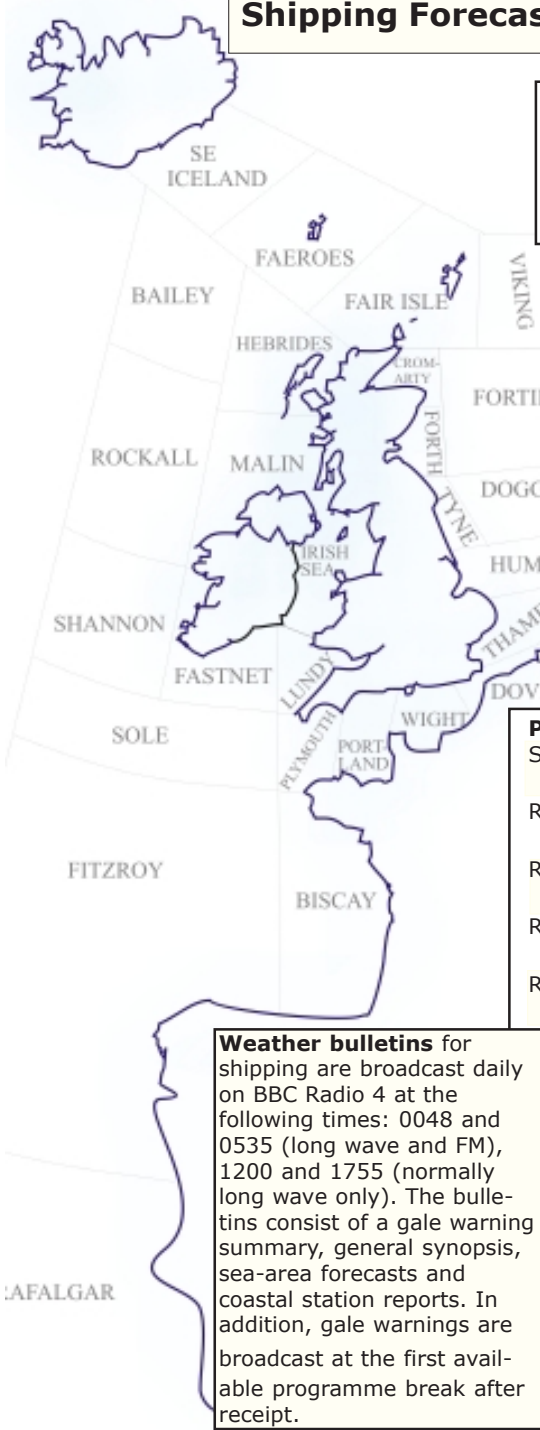 Shipping Forecas
SE
ICELAND
FAEROES
VIKING
BAILEY
FAIR ISLE
HEBRIDES
CROM-
ARTY
FORTI
FORTH
ROCKALL
MALIN
DOGG
TYNE
IRISH
SEA
HUM
THAME
SHANNON
FASTNET
LUNDY
DOV
SOLE
WIGHT
PLYMOUTH
PORT-
LAND
P
S
R
R
R
R
FITZROY
BISCAY
Weather bulletins for
shipping are broadcast daily
on BBC Radio 4 at the
following times: 0048 and
0535 (long wave and FM),
1200 and 1755 (normally
long wave only). The bulle-
tins consist of a gale warning
summary, general synopsis,
sea-area forecasts and
coastal station reports. In
addition, gale warnings are
broadcast at the first avail-
able programme break after
receipt.
RAFALGAR